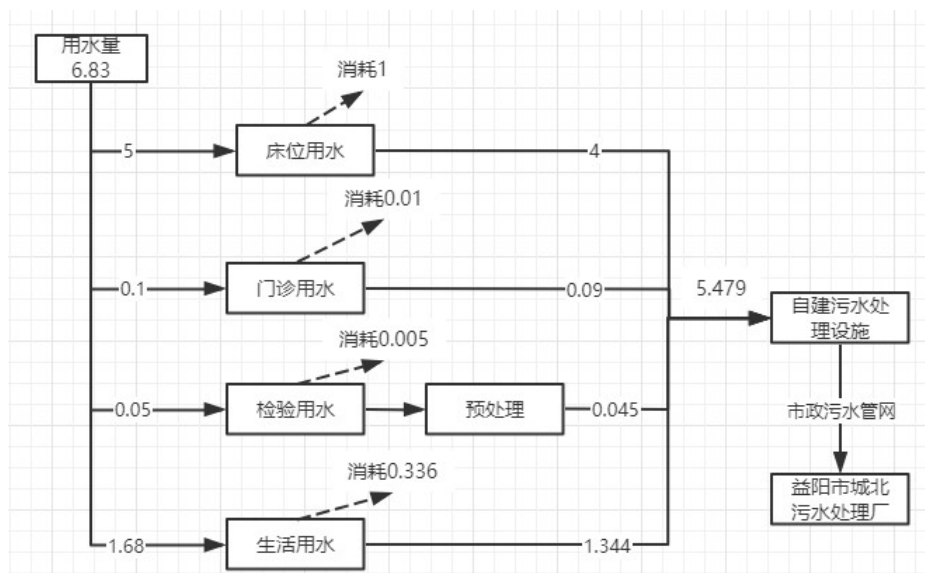 用水量
6.83
消耗1
5
床位用水
4
消耗0.01
0.1
门诊用水
0.09
5.479
自建污水处
理设施
消耗0.005
0.05
检验用水
预处理
0.045
市政污水管网
消耗0.336
益阳市城北
污水处理厂
1.68
生活用水
1.344